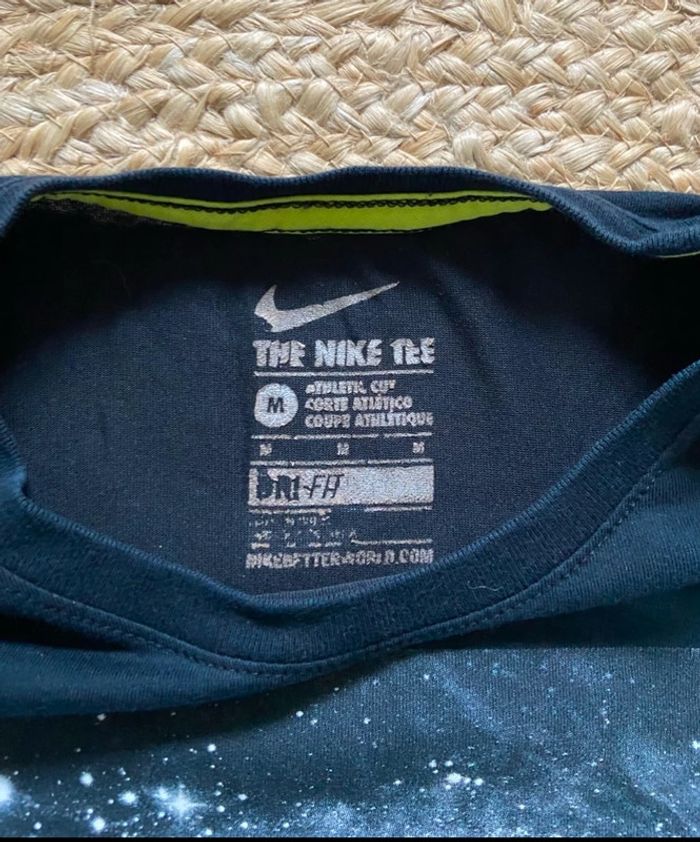 THE NIKE TEE
M
ATHLETIC CUT
CORTE ATLÉTICO
COUPE ATHLÉTIQUE
M M M
DRI-FIT
NIKEBETTERWORLD.COM